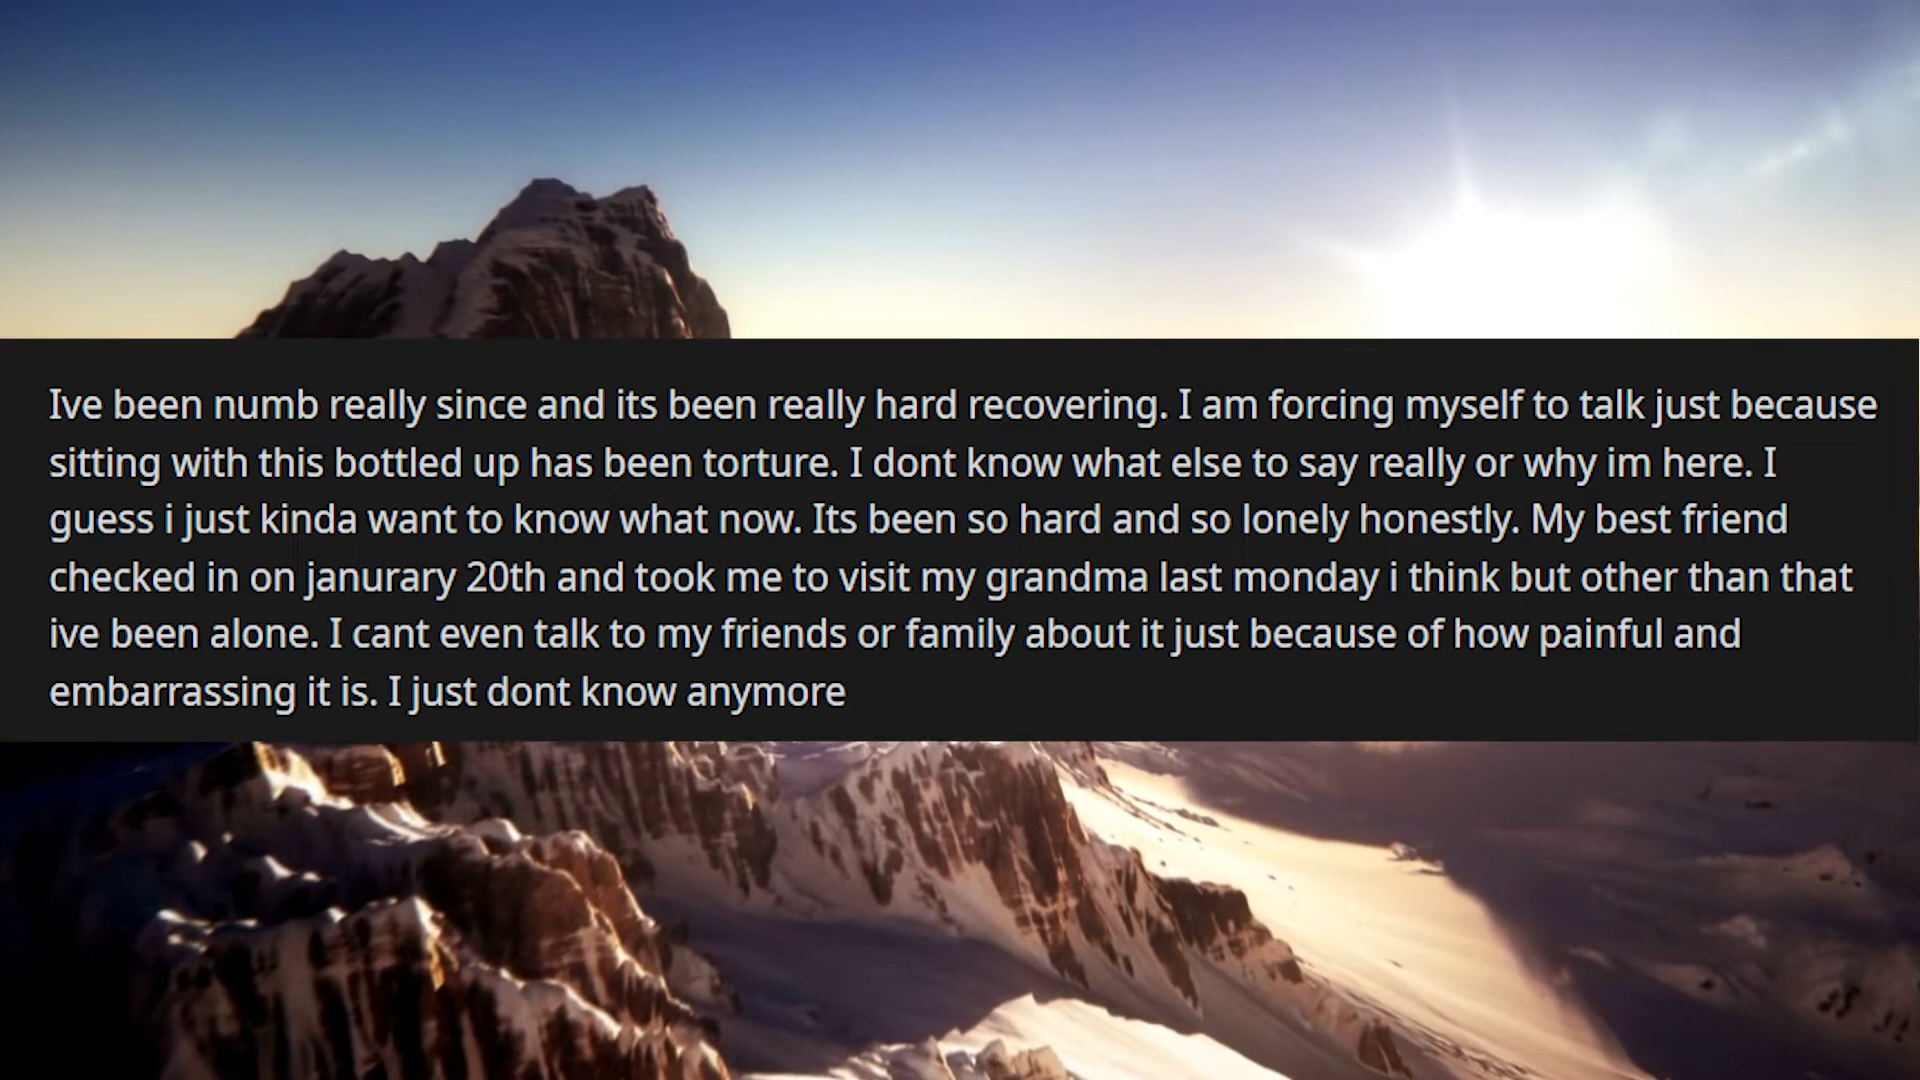 Ive been numb really since and its been really hard recovering. I am forcing myself to talk just because
sitting with this bottled up has been torture. I dont know what else to say really or why im here. I
guess i just kinda want to know what now. Its been so hard and so lonely honestly. My best friend
checked in on janurary 20th and took me to visit my grandma last monday i think but other than that
ive been alone. I cant even talk to my friends or family about it just because of how painful and
embarrassing it is. I just dont know anymore